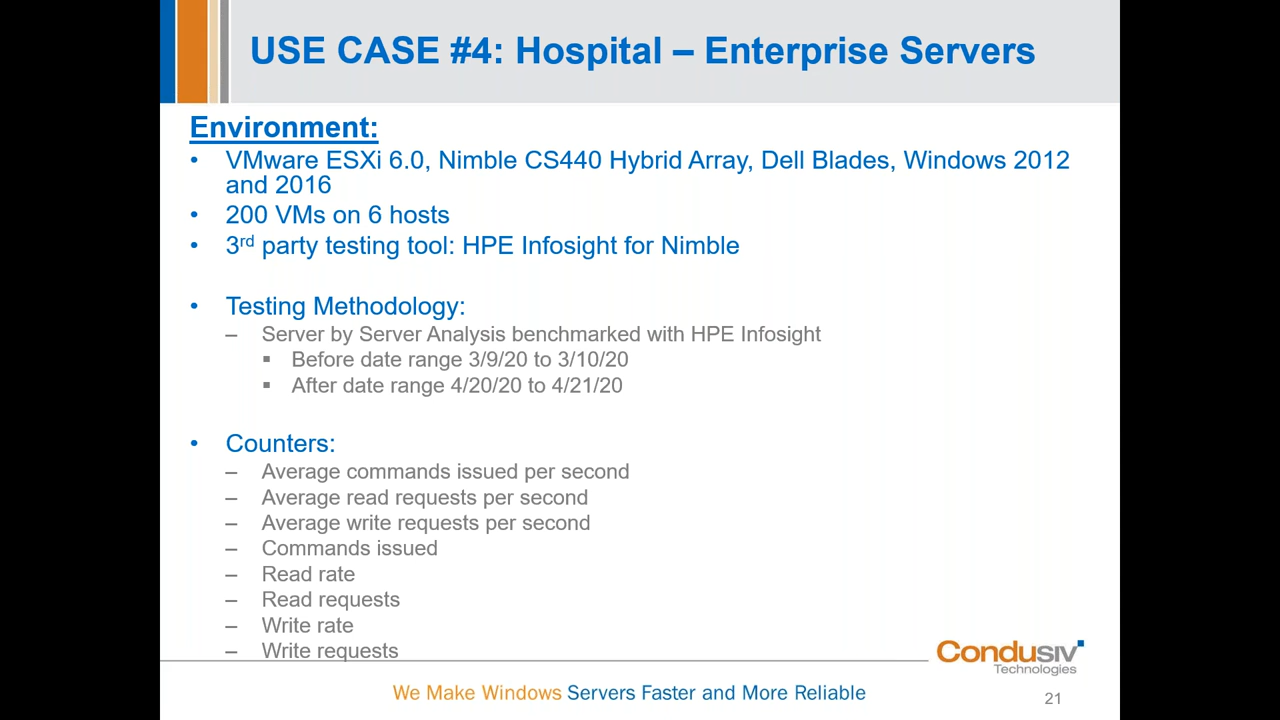 USE CASE #4: Hospital – Enterprise Servers
Environment:
• VMware ESXi 6.0, Nimble CS440 Hybrid Array, Dell Blades, Windows 2012
and 2016
• 200 VMs on 6 hosts
• 3rd party testing tool: HPE Infosight for Nimble
• Testing Methodology:
– Server by Server Analysis benchmarked with HPE Infosight
▪ Before date range 3/9/20 to 3/10/20
▪ After date range 4/20/20 to 4/21/20
• Counters:
– Average commands issued per second
– Average read requests per second
– Average write requests per second
– Commands issued
– Read rate
– Read requests
– Write rate
– Write requests
Condusiv
Technologies
We Make Windows Servers Faster and More Reliable
21